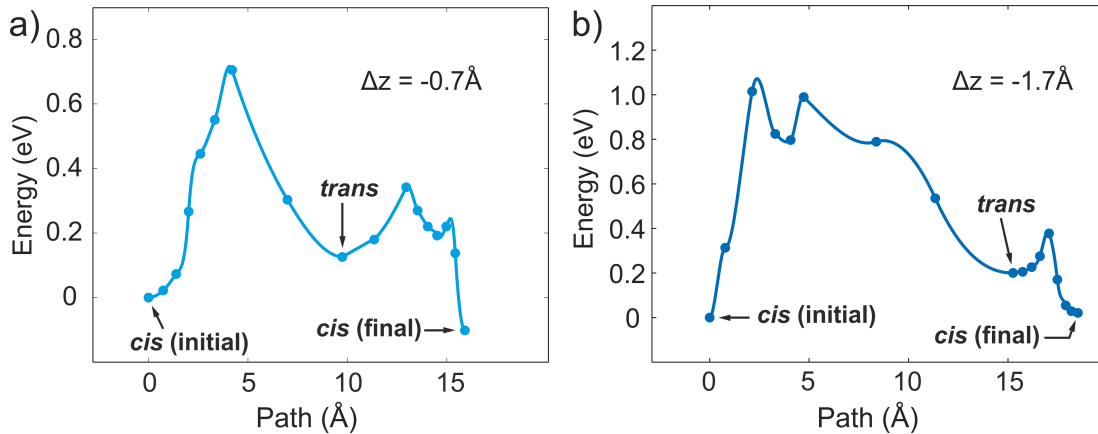 a)
Δz = -0.7Å
Energy (eV)
0.8
0.6
0.4
0.2
0
trans
cis (initial)
cis (final)
0 5 10 15
Path (Å)
b)
Δz = -1.7Å
Energy (eV)
1.2
1.0
0.8
0.6
0.4
0.2
0
trans
cis (initial)
cis (final)
0 5 10 15
Path (Å)